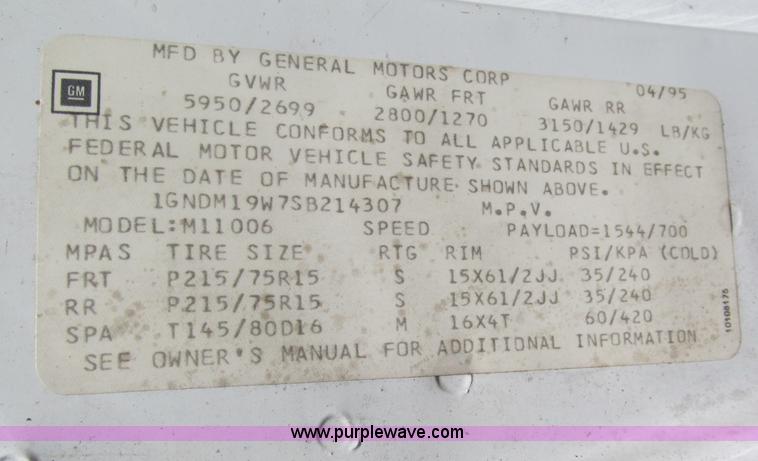 MFD BY GENERAL MOTORS CORP 04/95
GM
GVWR GAWR FRT GAWR RR
5950/2699 2800/1270 3150/1429 LB/KG
THIS VEHICLE CONFORMS TO ALL APPLICABLE U.S.
FEDERAL MOTOR VEHICLE SAFETY STANDARDS IN EFFECT
ON THE DATE OF MANUFACTURE SHOWN ABOVE.
1GNDM19W7SB214307 M.P.V.
MODEL:M11006 SPEED PAYLOAD=1544/700
MPAS TIRE SIZE RTG RIM PSI/KPA (COLD)
FRT P215/75R15 S 15X61/2JJ 35/240
RR P215/75R15 S 15X61/2JJ 35/240
SPA T145/80D16 M 16X4T 60/420
SEE OWNER'S MANUAL FOR ADDITIONAL INFORMATION
10108175
www.purplewave.com